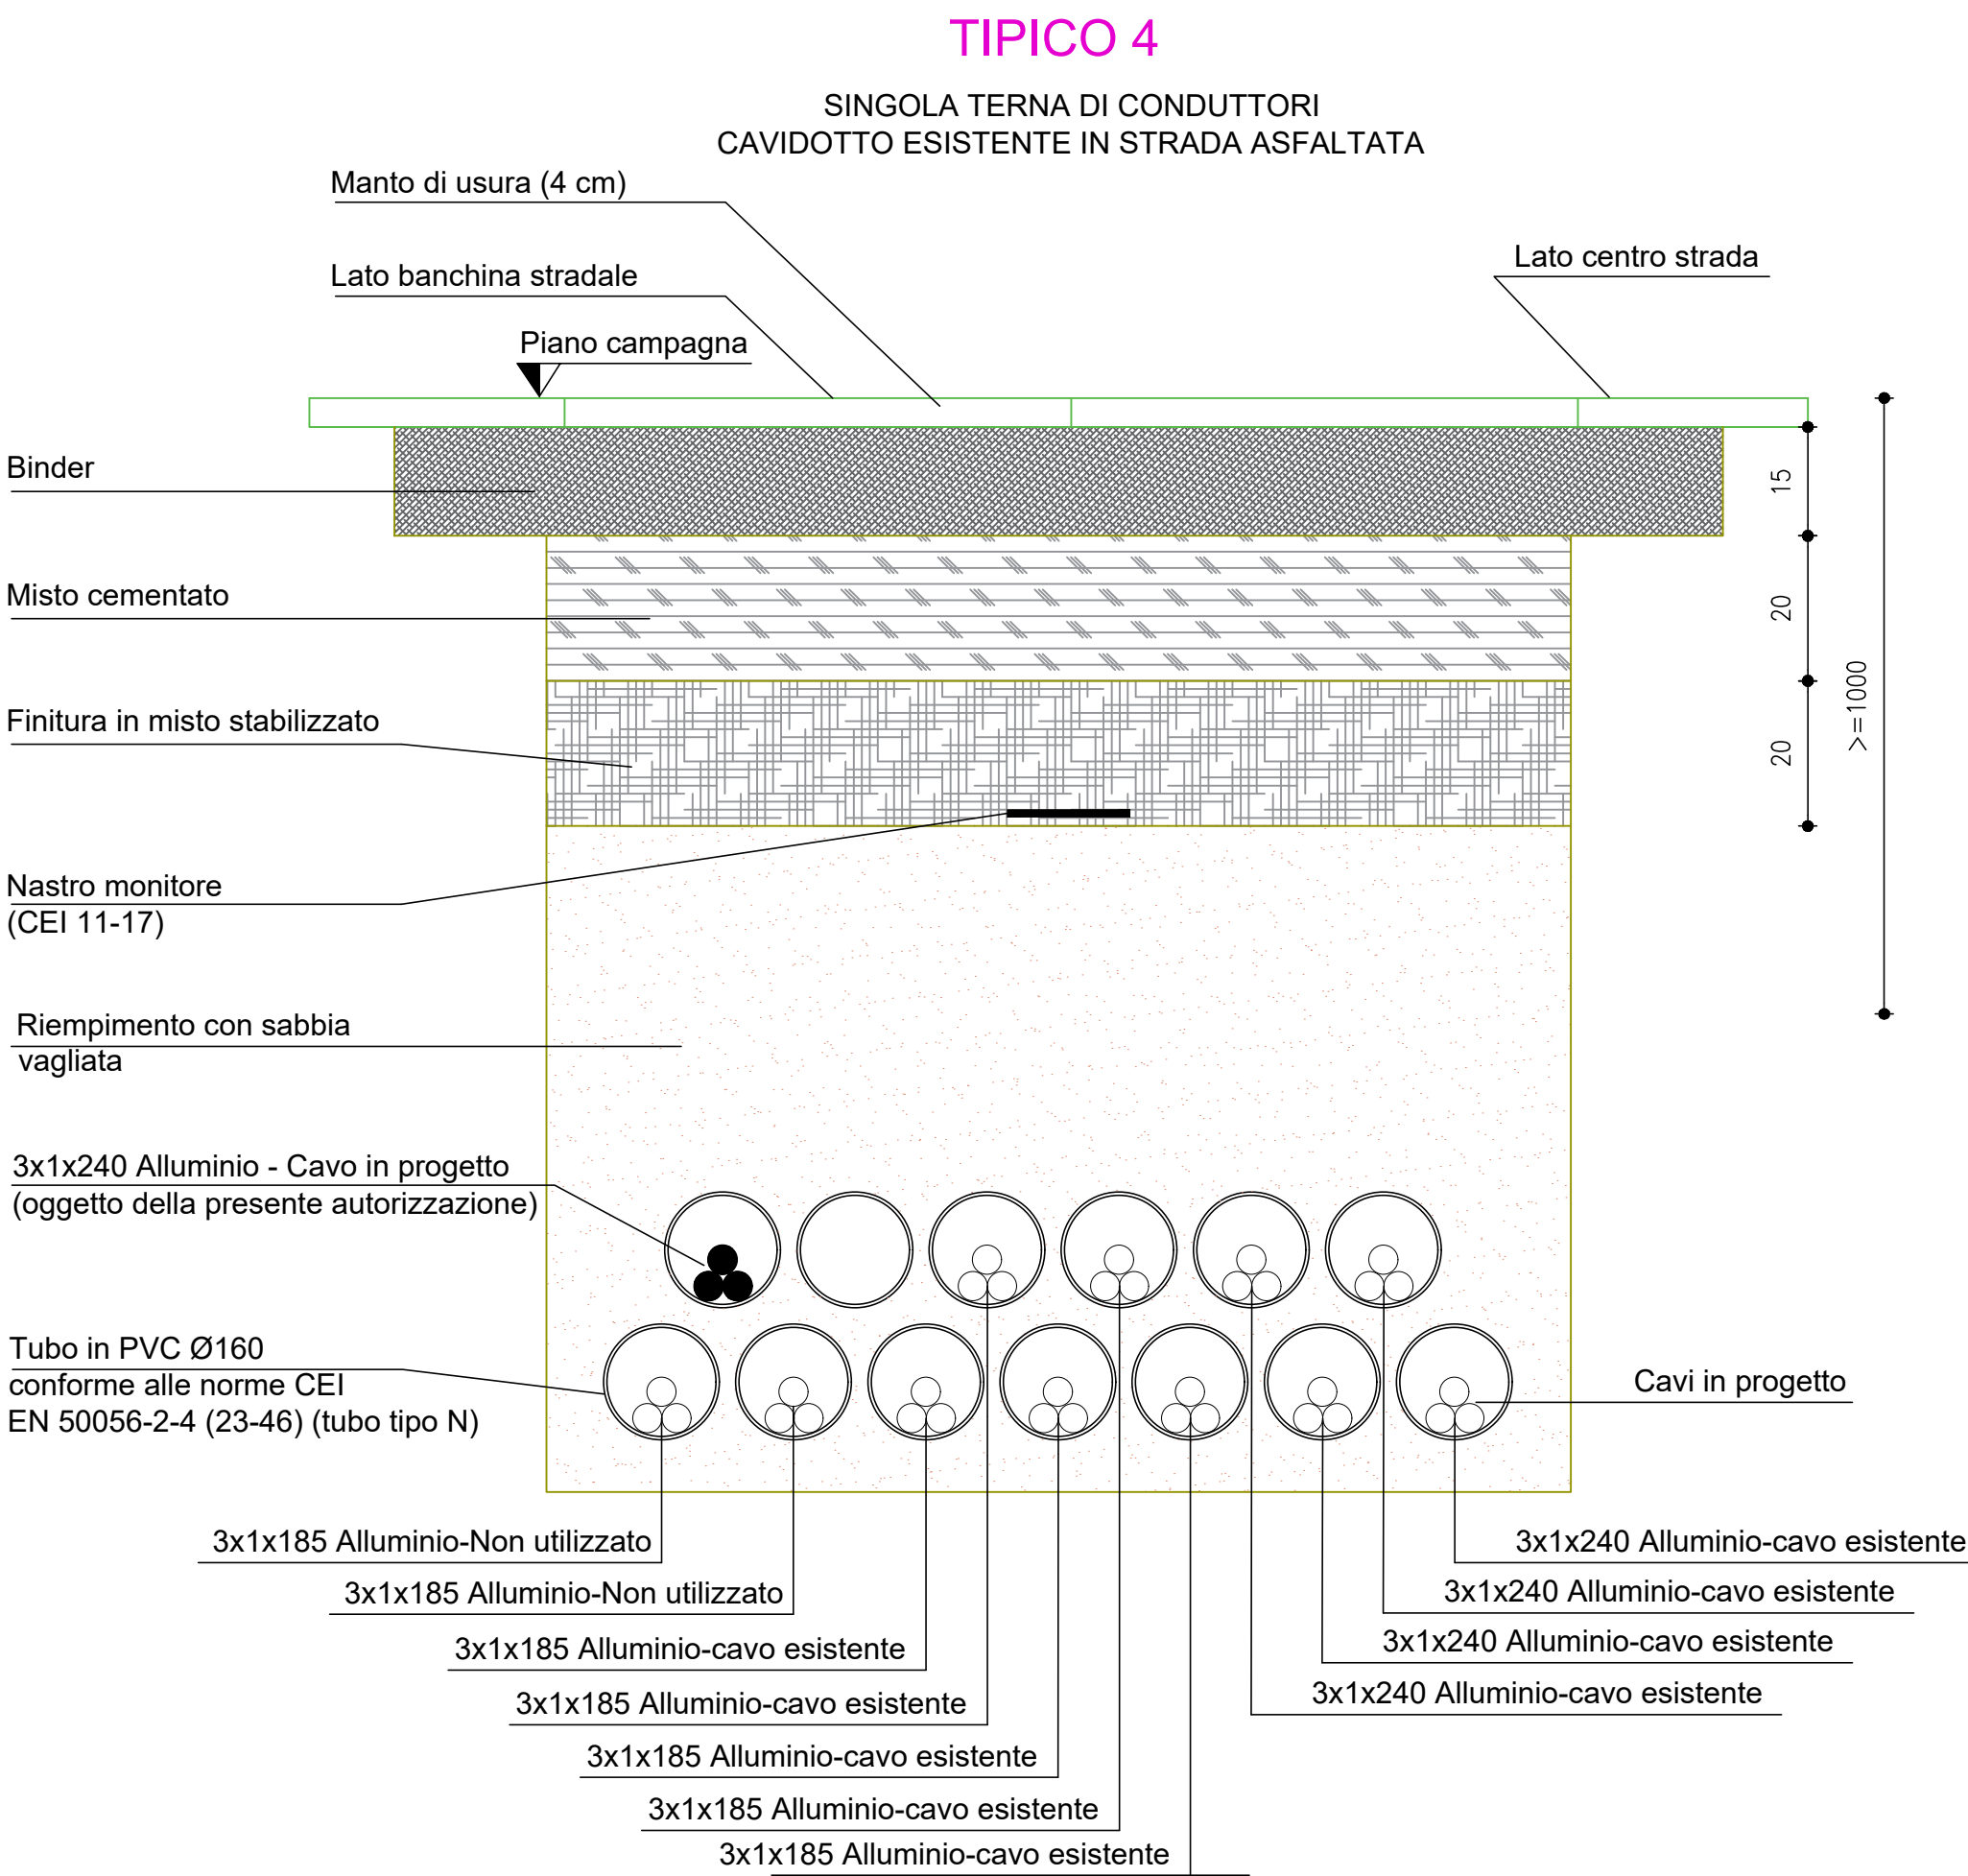 TIPICO 4
SINGOLA TERNA DI CONDUTTORI
CAVIDOTTO ESISTENTE IN STRADA ASFALTATA
Manto di usura (4 cm)
Lato centro strada
Lato banchina stradale
Piano campagna
Binder
15
Misto cementato
20
>=1000
Finitura in misto stabilizzato
20
Nastro monitore
(CEI 11-17)
Riempimento con sabbia
vagliata
3x1x240 Alluminio - Cavo in progetto
(oggetto della presente autorizzazione)
Tubo in PVC Ø160
conforme alle norme CEI
EN 50056-2-4 (23-46) (tubo tipo N)
Cavi in progetto
3x1x185 Alluminio-Non utilizzato
3x1x240 Alluminio-cavo esistente
3x1x185 Alluminio-Non utilizzato
3x1x240 Alluminio-cavo esistente
3x1x185 Alluminio-cavo esistente
3x1x240 Alluminio-cavo esistente
3x1x185 Alluminio-cavo esistente
3x1x240 Alluminio-cavo esistente
3x1x185 Alluminio-cavo esistente
3x1x185 Alluminio-cavo esistente
3x1x185 Alluminio-cavo esistente